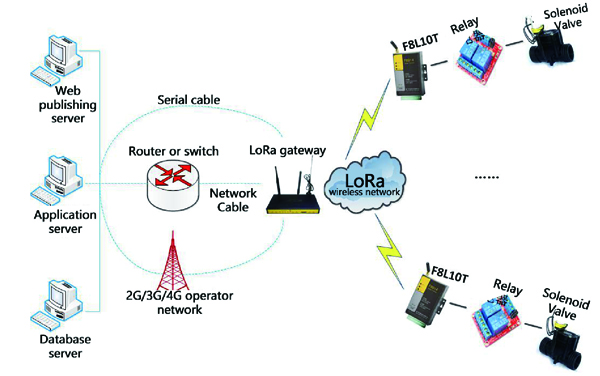 Web
publishing
server
Application
server
Database
server
Serial cable
Router or switch
Network
Cable
2G/3G/4G operator
network
LoRa gateway
LoRa
wireless network
F8L10T
Relay
Solenoid
Valve
......
F8L10T
Relay
Solenoid
Valve